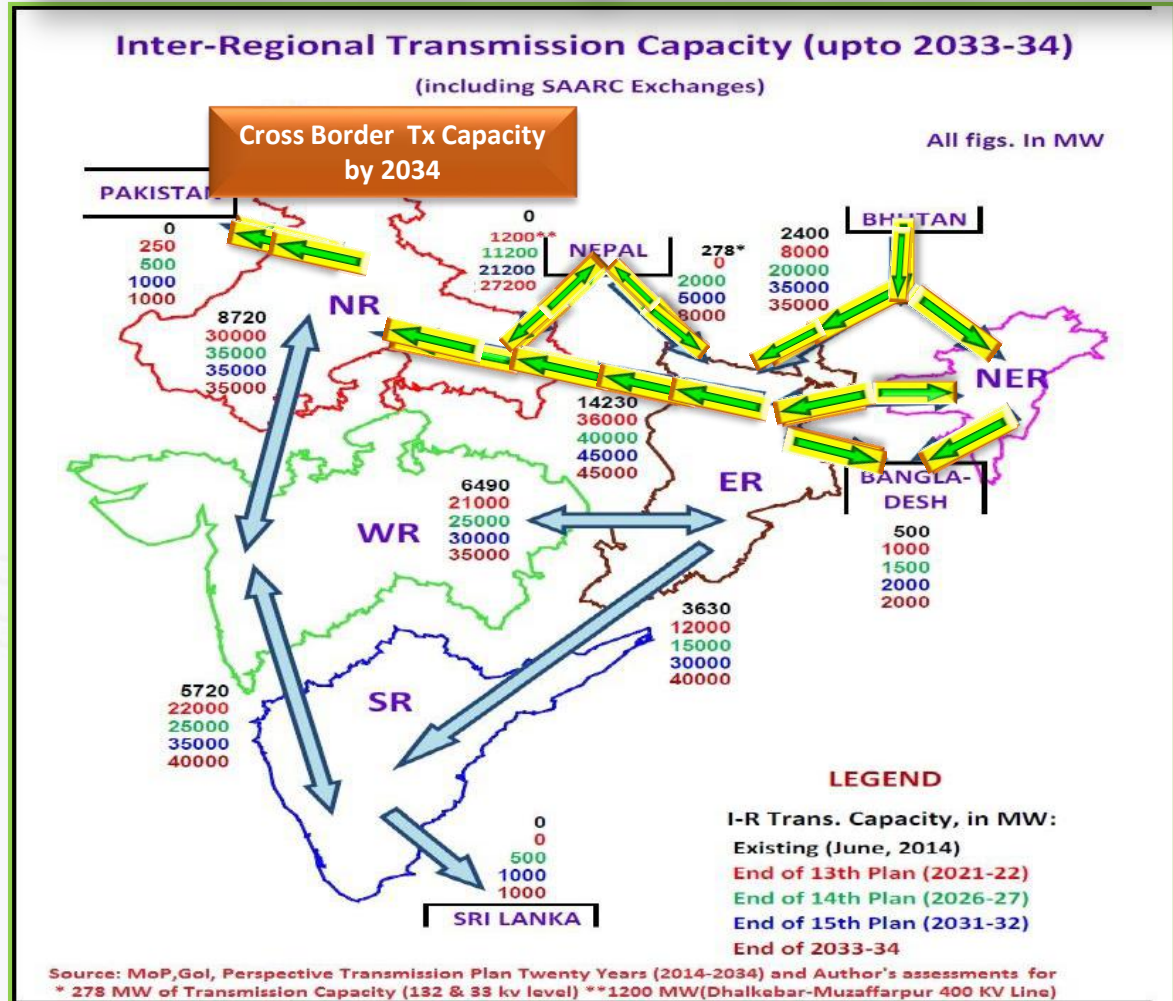 Inter-Regional Transmission Capacity (upto 2033-34)
(including SAARC Exchanges)
Cross Border Tx Capacity
by 2034
All figs. In MW
PAKISTAN
0
250
500
1000
1000
0
1200**
11200
21200
27200
NEPAL
278*
0
2000
5000
8000
2400
8000
20000
35000
35000
BHUTAN
NR
8720
30000
35000
35000
35000
NER
14230
36000
40000
45000
45000
ER
BANGLA-
DESH
500
1000
1500
2000
2000
WR
6490
21000
25000
30000
35000
3630
12000
15000
30000
40000
SR
5720
22000
25000
35000
40000
0
0
500
1000
1000
SRI LANKA
LEGEND
I-R Trans. Capacity, in MW:
Existing (June, 2014)
End of 13th Plan (2021-22)
End of 14th Plan (2026-27)
End of 15th Plan (2031-32)
End of 2033-34
Source: MoP,GoI, Perspective Transmission Plan Twenty Years (2014-2034) and Author's assessments for
* 278 MW of Transmission Capacity (132 & 33 kv level) **1200 MW(Dhalkebar-Muzaffarpur 400 KV Line)